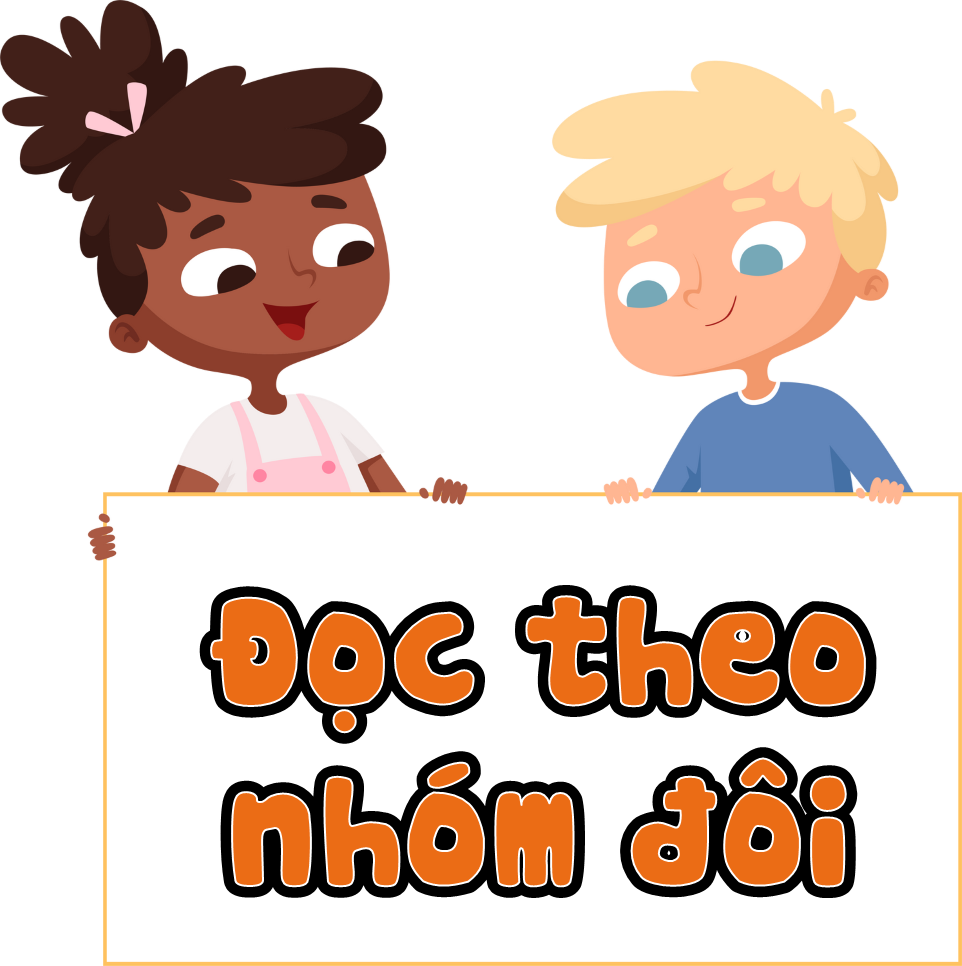 Đọc theo
nhóm đôi